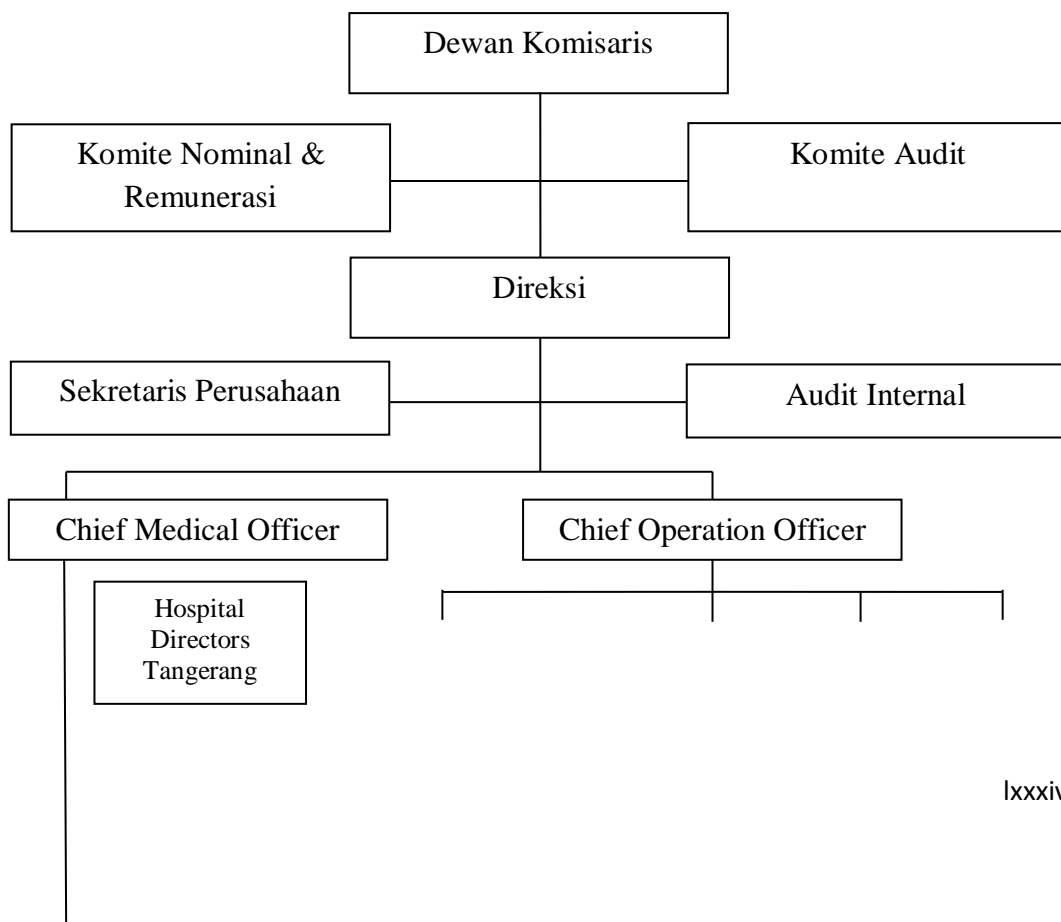 Dewan Komisaris
Komite Nominal &
Remunerasi
Komite Audit
Direksi
Sekretaris Perusahaan
Audit Internal
Chief Medical Officer
Chief Operation Officer
Hospital
Directors
Tangerang
lxxxiv